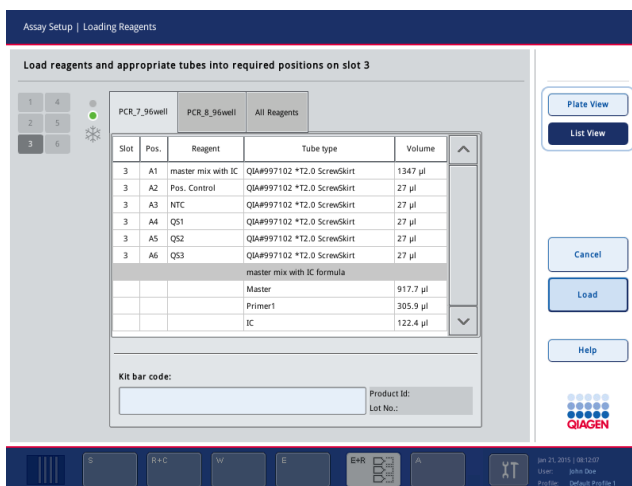 Assay Setup | Loading Reagents
Load reagents and appropriate tubes into required positions on slot 3
1 4
2 5
3 6
PCR_7_96well PCR_8_96well All Reagents
Slot Pos. Reagent Tube type Volume
3 A1 master mix with IC QIA#997102 *T2.0 ScrewSkirt 1347 µl
3 A2 Pos. Control QIA#997102 *T2.0 ScrewSkirt 27 µl
3 A3 NTC QIA#997102 *T2.0 ScrewSkirt 27 µl
3 A4 QS1 QIA#997102 *T2.0 ScrewSkirt 27 µl
3 A5 QS2 QIA#997102 *T2.0 ScrewSkirt 27 µl
3 A6 QS3 QIA#997102 *T2.0 ScrewSkirt 27 µl
master mix with IC formula
Master 917.7 µl
Primer1 305.9 µl
IC 122.4 µl
Kit bar code:
Product Id:
Lot No.:
Plate View
List View
Cancel
Load
Help
QIAGEN
S R+C W E E+R A
Jan 21, 2015 | 08:12:07
User: John Doe
Profile: Default Profile 1